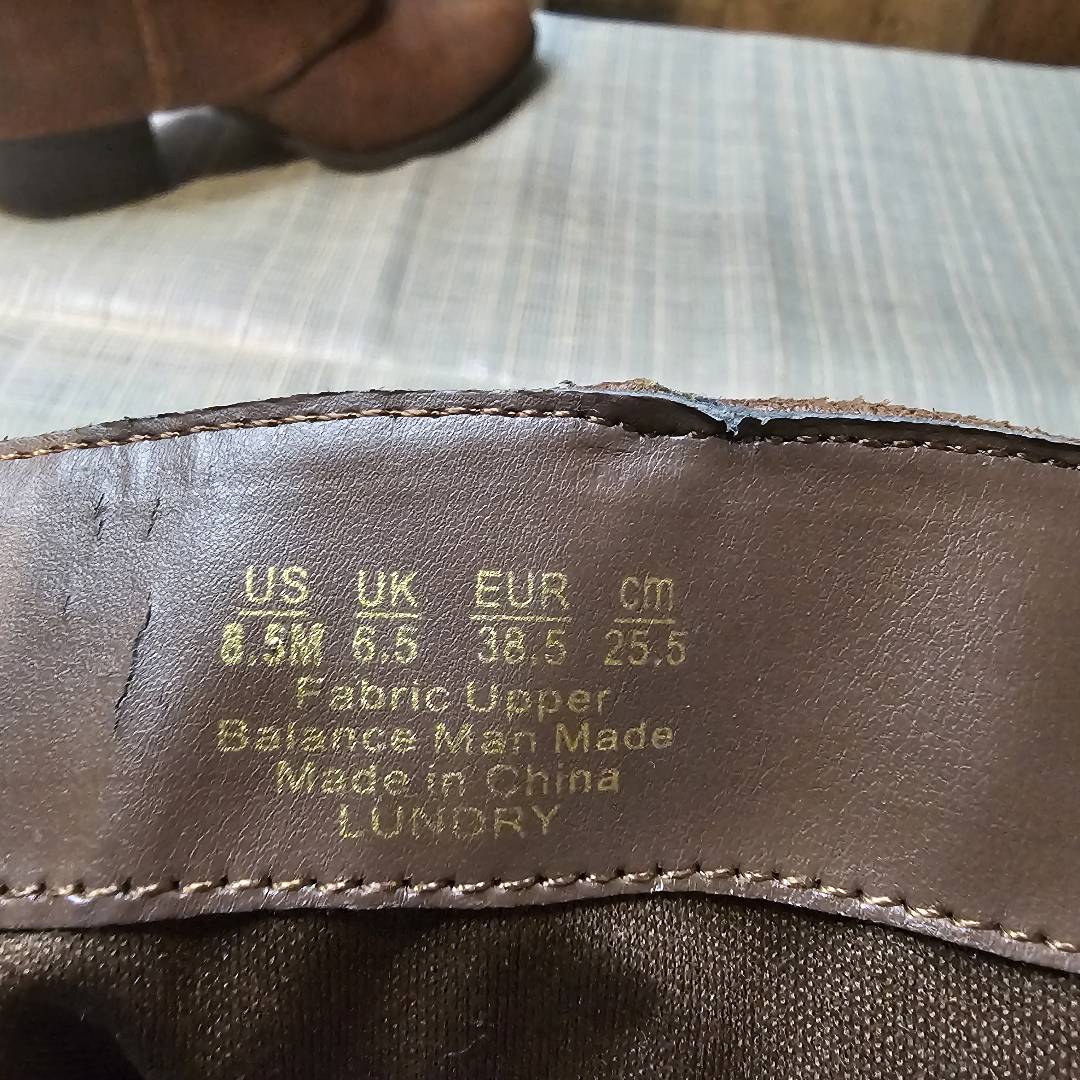 US UK EUR cm
8.5M 6.5 38.5 25.5
Fabric Upper
Balance Man Made
Made in China
LUNDRY